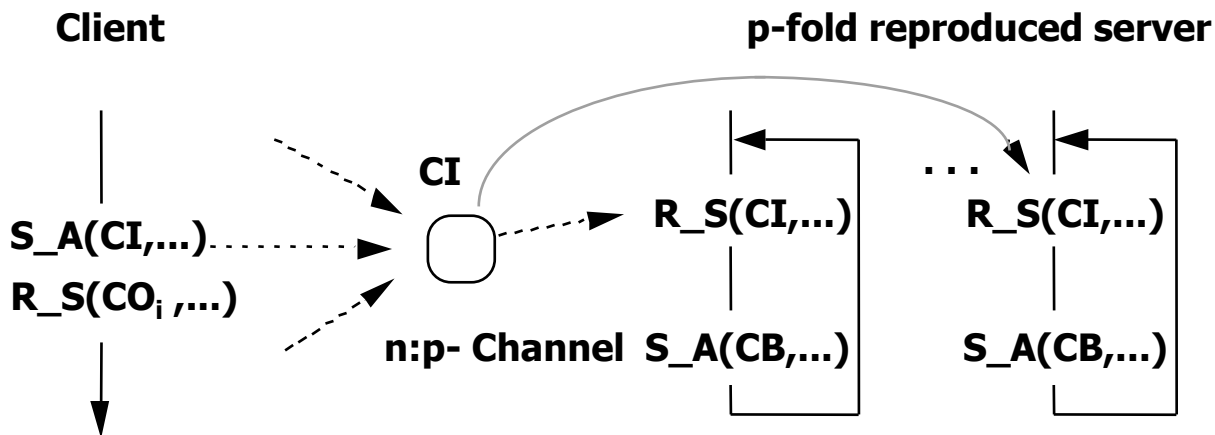 Client
p-fold reproduced server
CI
. . .
S_A(CI,...)
R_S(COi ,...)
R_S(CI,...)
R_S(CI,...)
n:p- Channel
S_A(CB,...)
S_A(CB,...)